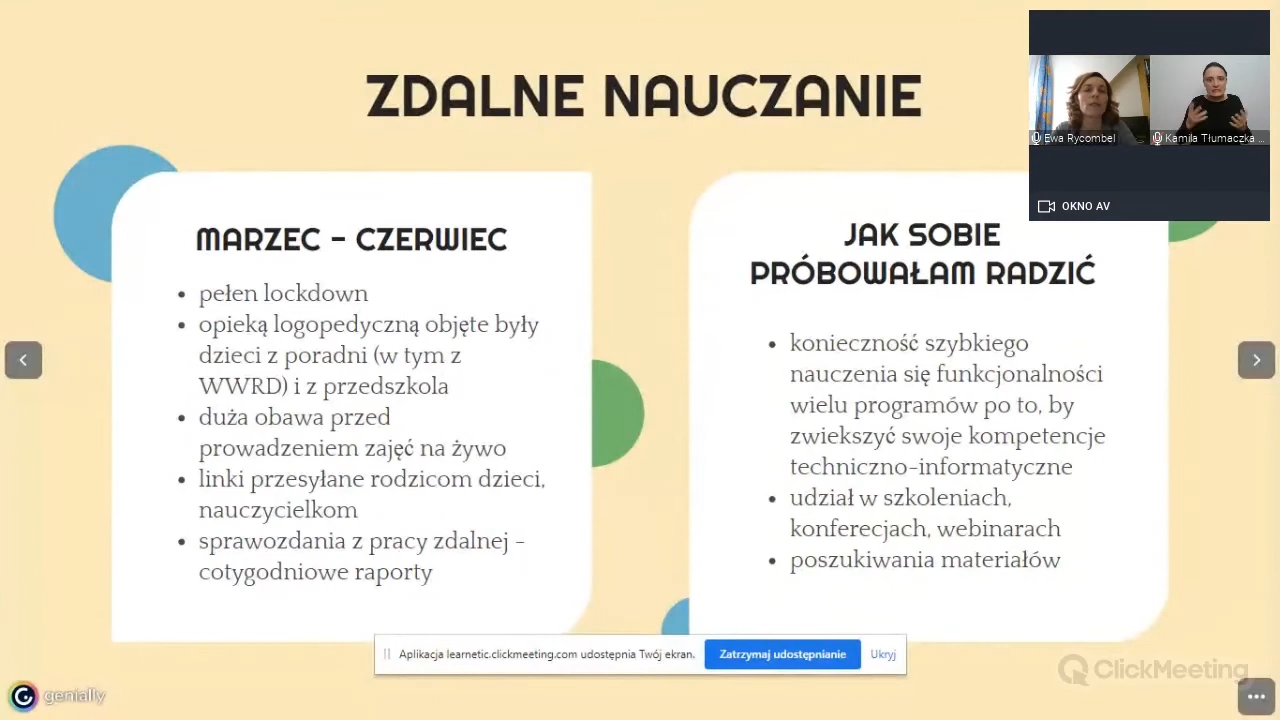 ZDALNE NAUCZANIE
Ewa Rycombel
Kamila Tłumaczka ...
OKNO AV
MARZEC - CZERWIEC
• pełen lockdown
• opieką logopedyczną objęte były
dzieci z poradni (w tym z
WWRD) i z przedszkola
• duża obawa przed
prowadzeniem zajęć na żywo
• linki przesyłane rodzicom dzieci,
nauczycielkom
• sprawozdania z pracy zdalnej -
cotygodniowe raporty
JAK SOBIE
PRÓBOWAŁAM RADZIĆ
• konieczność szybkiego
nauczenia się funkcjonalności
wielu programów po to, by
zwiekszyć swoje kompetencje
techniczno-informatyczne
• udział w szkoleniach,
konferecjach, webinarach
• poszukiwania materiałów
Aplikacja learnetic.clickmeeting.com udostępnia Twój ekran.
Zatrzymaj udostępnianie
Ukryj
ClickMeeting
genially